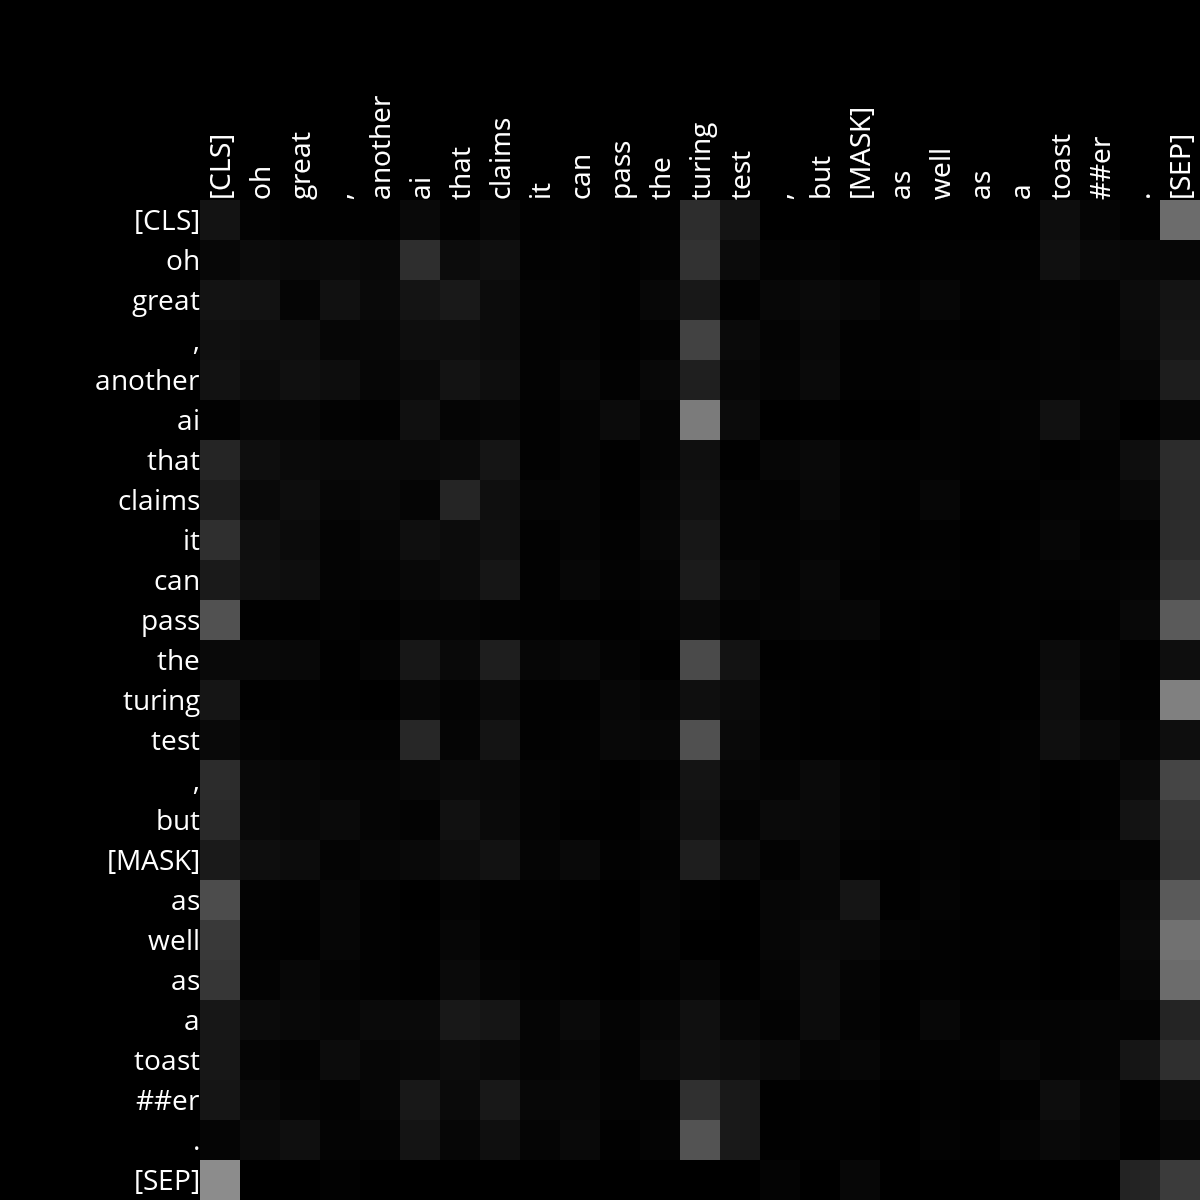 [CLS] oh great , another ai that claims it can pass the turing test , but [MASK] as well as a toast ##er . [SEP]
[CLS]
oh
great
,
another
ai
that
claims
it
can
pass
the
turing
test
,
but
[MASK]
as
well
as
a
toast
##er
.
[SEP]